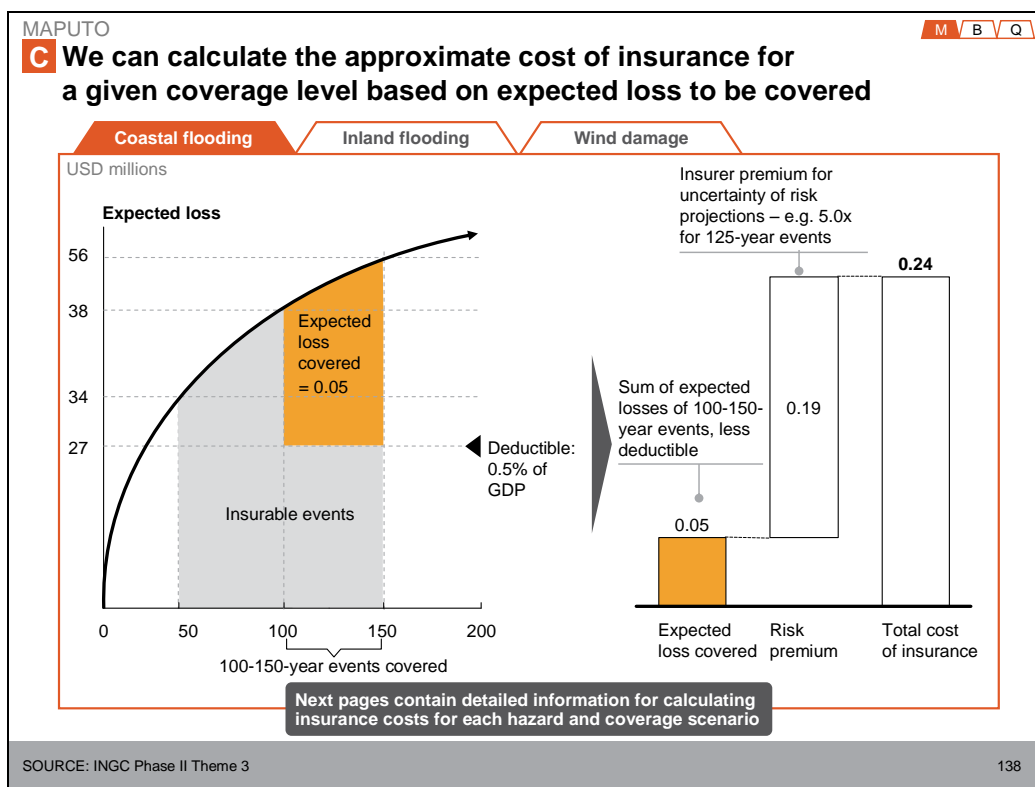 MAPUTO
M B Q
C We can calculate the approximate cost of insurance for
a given coverage level based on expected loss to be covered
Coastal flooding
Inland flooding
Wind damage
USD millions
Expected loss
56
38
34
27
Expected
loss
covered
= 0.05
Insurable events
Deductible:
0.5% of
GDP
0
50
100
150
200
100-150-year events covered
Insurer premium for
uncertainty of risk
projections – e.g. 5.0x
for 125-year events
Sum of expected
losses of 100-150-
year events, less
deductible
0.05
0.19
0.24
Expected
loss covered
Risk
premium
Total cost
of insurance
Next pages contain detailed information for calculating
insurance costs for each hazard and coverage scenario
SOURCE: INGC Phase II Theme 3
138